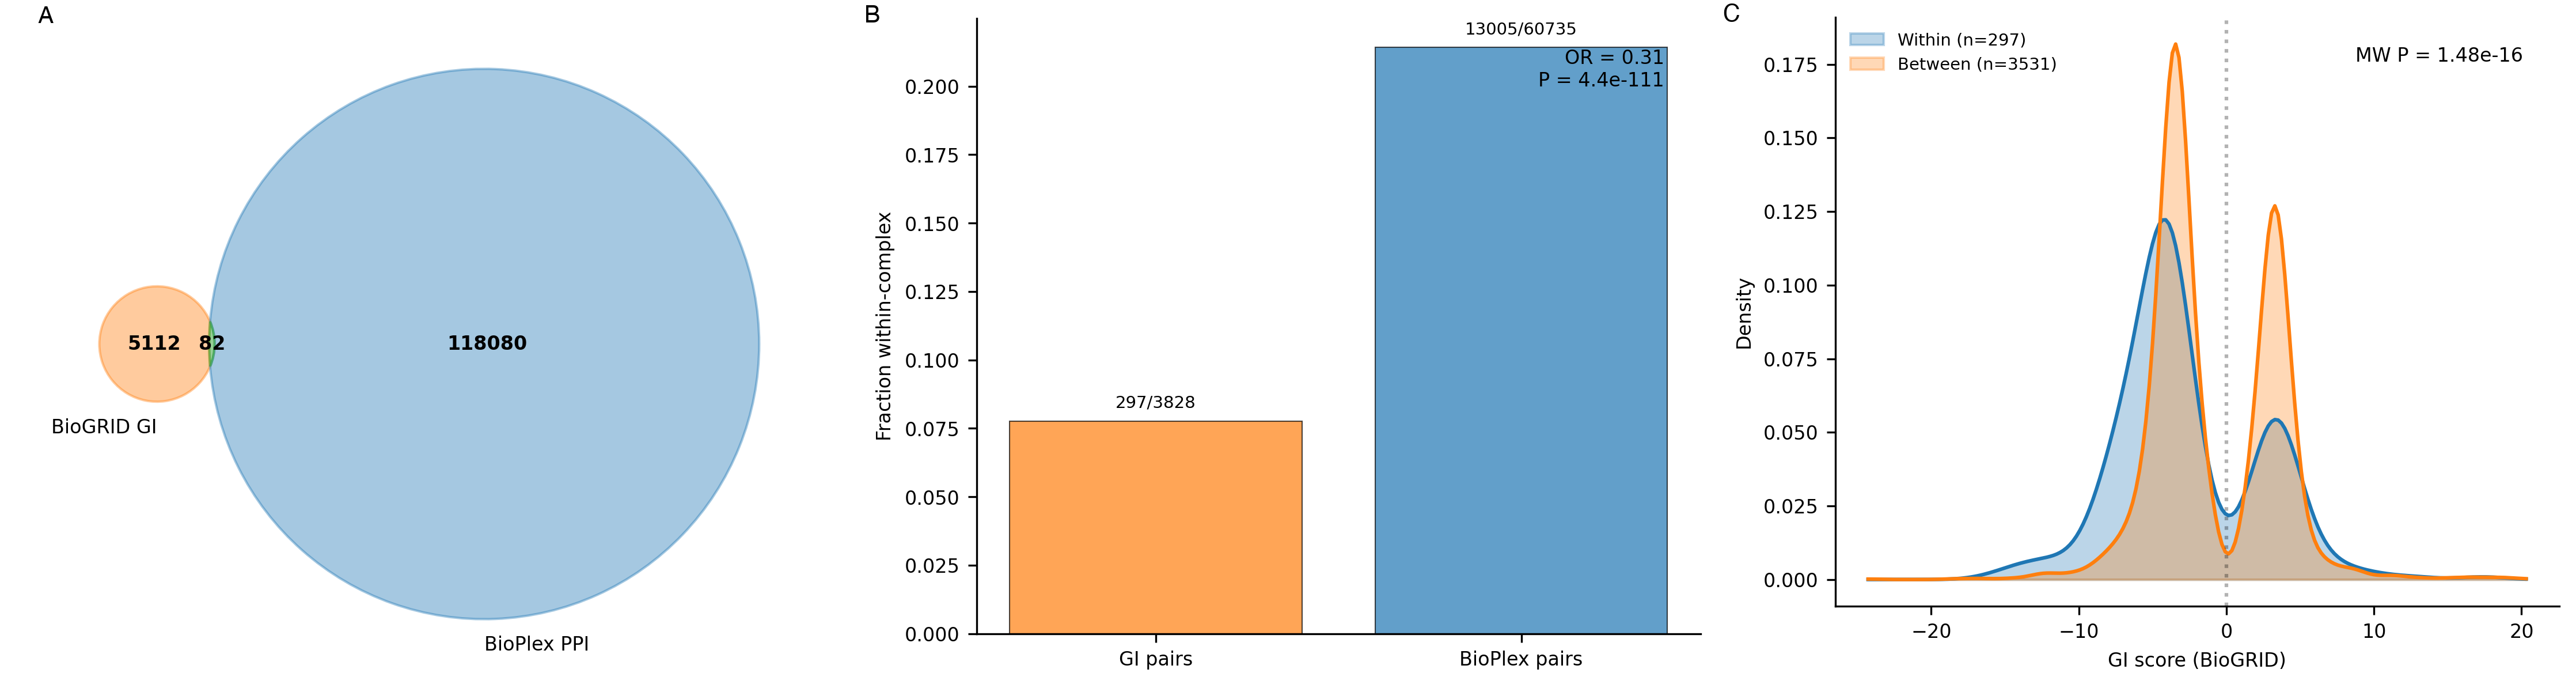 A
5112
82
118080
BioGRID GI
BioPlex PPI
B
Fraction within-complex
0.200
0.175
0.150
0.125
0.100
0.075
0.050
0.025
0.000
13005/60735
OR = 0.31
P = 4.4e-111
297/3828
GI pairs
BioPlex pairs
C
Within (n=297)
Between (n=3531)
MW P = 1.48e-16
Density
0.175
0.150
0.125
0.100
0.075
0.050
0.025
0.000
−20
−10
0
10
20
GI score (BioGRID)